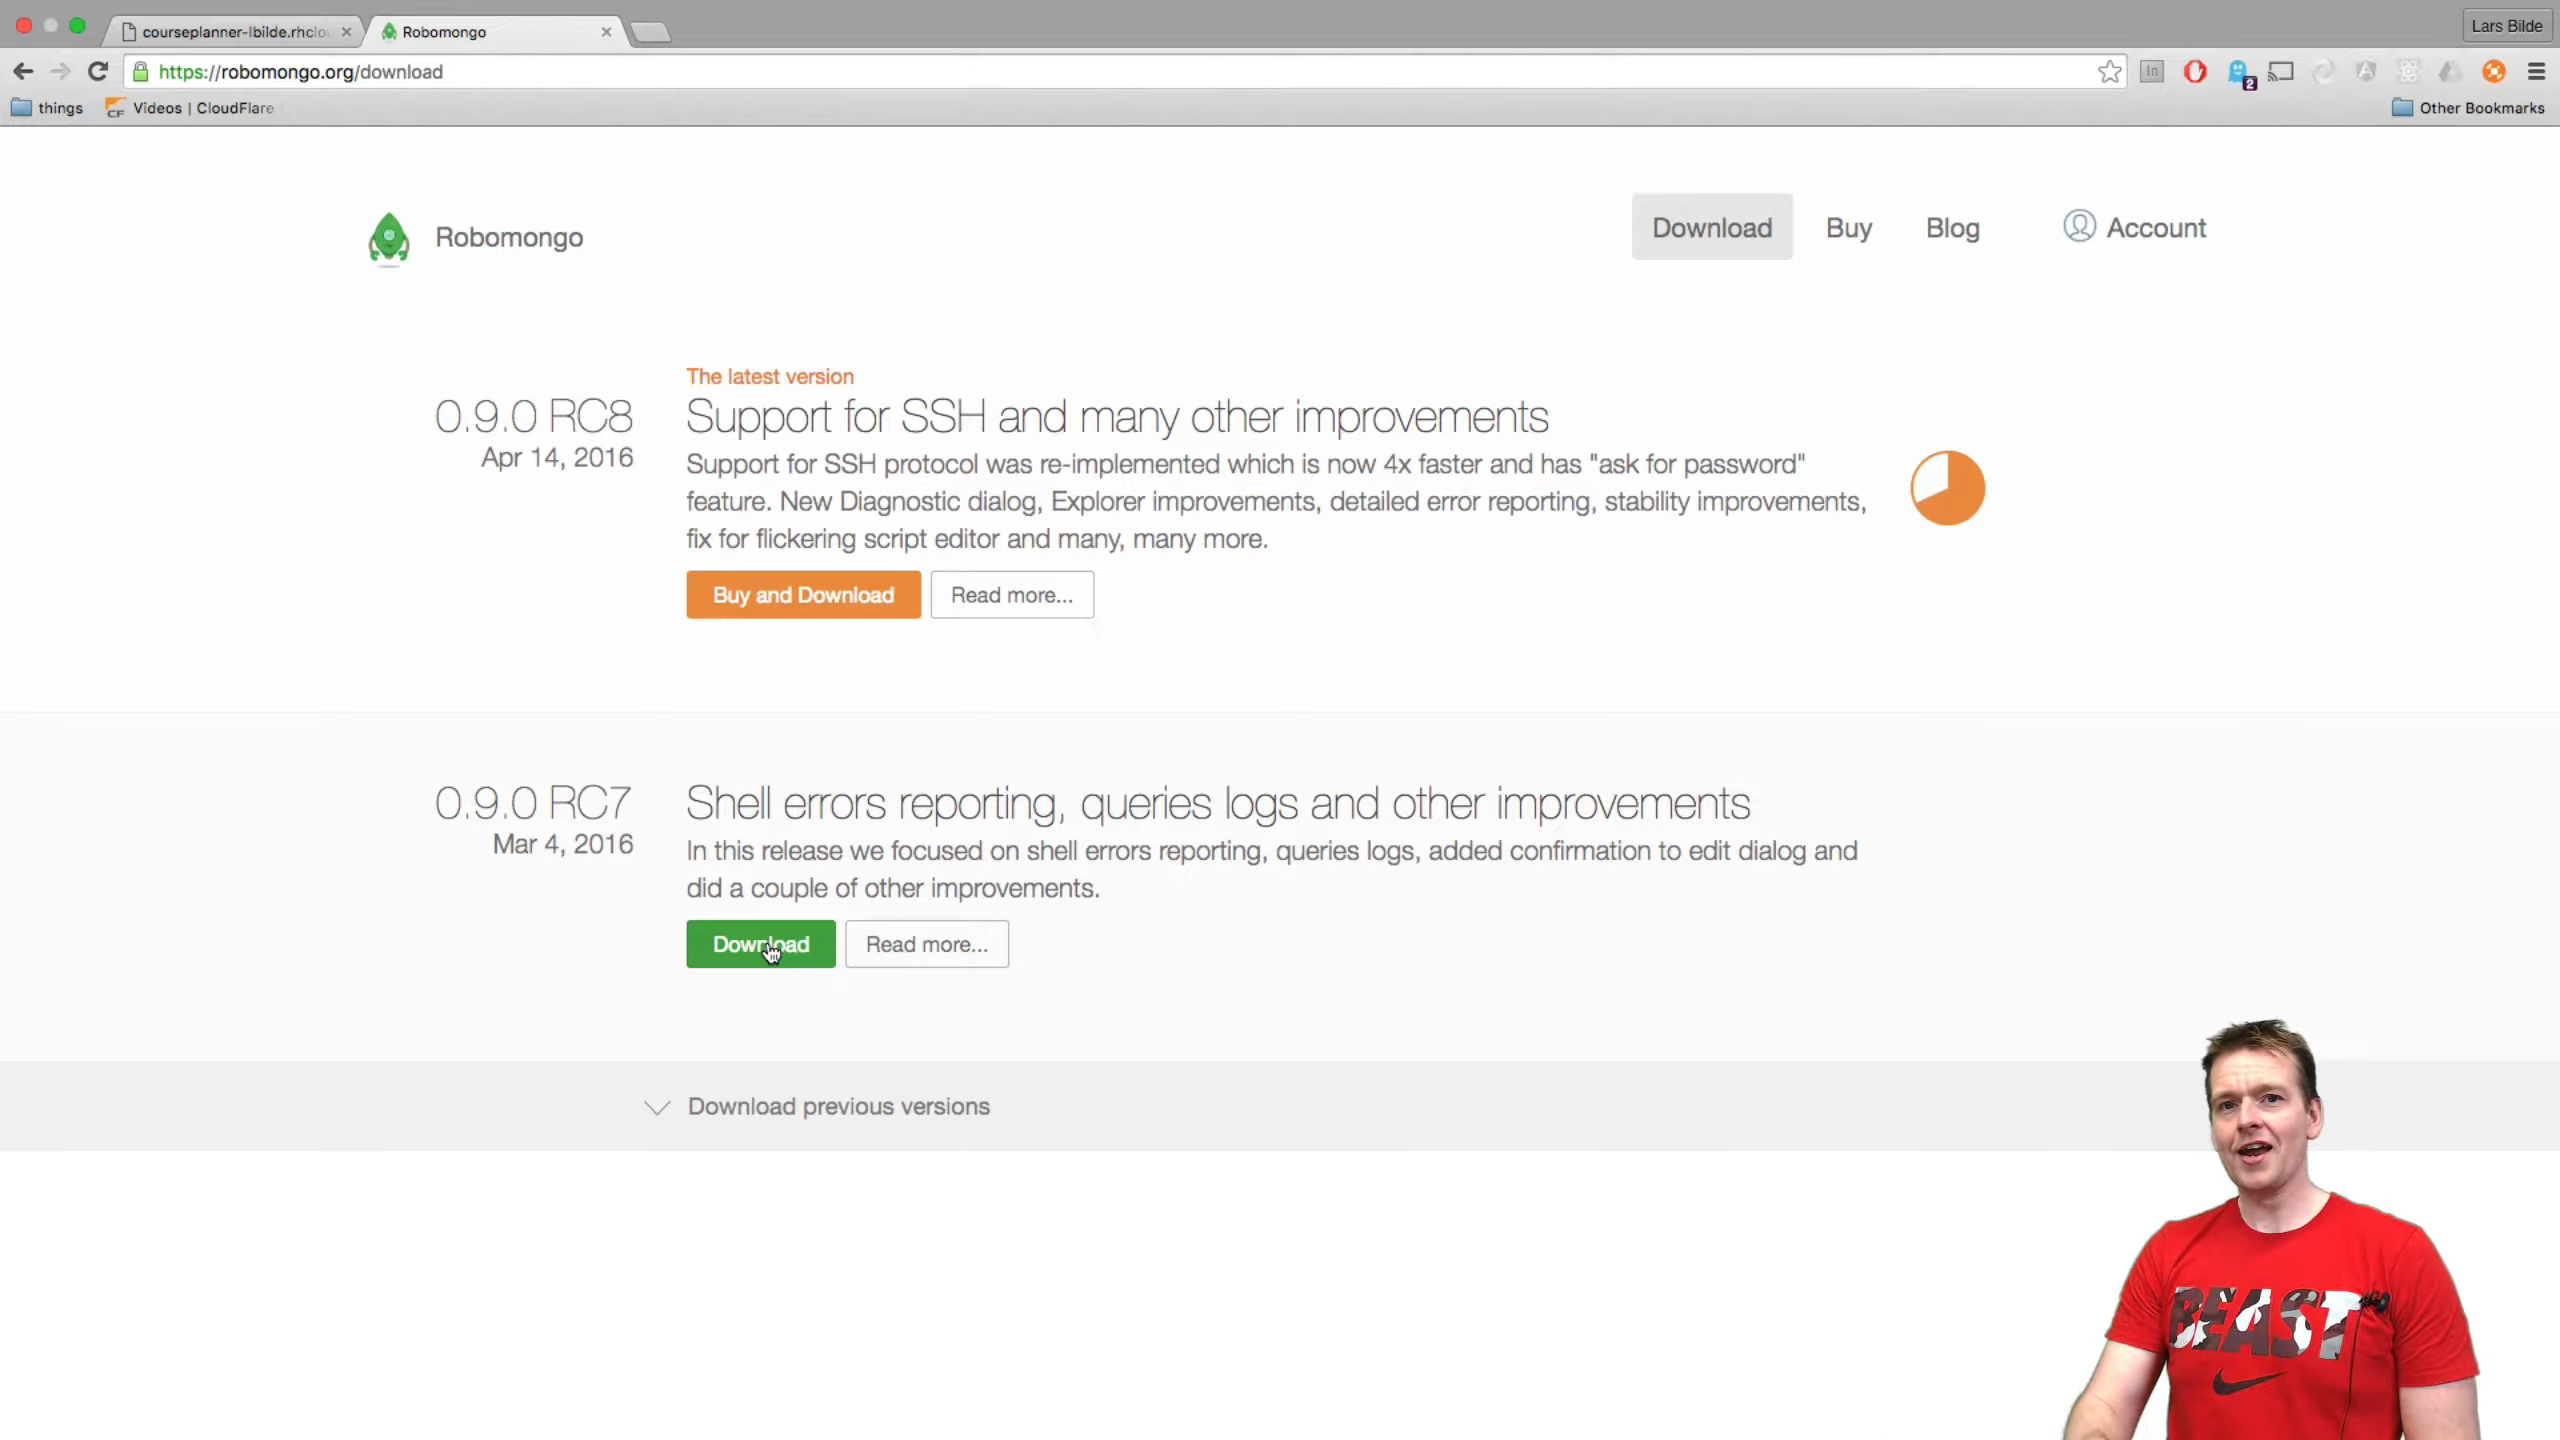 courseplanner-lbilde.rhclo
Robomongo
Lars Bilde
https://robomongo.org/download
In
2
things
CF
Videos | CloudFlare
Other Bookmarks
Robomongo
Download
Buy
Blog
Account
The latest version
0.9.0 RC8
Apr 14, 2016
Support for SSH and many other improvements
Support for SSH protocol was re-implemented which is now 4x faster and has "ask for password"
feature. New Diagnostic dialog, Explorer improvements, detailed error reporting, stability improvements,
fix for flickering script editor and many, many more.
Buy and Download
Read more...
0.9.0 RC7
Mar 4, 2016
Shell errors reporting, queries logs and other improvements
In this release we focused on shell errors reporting, queries logs, added confirmation to edit dialog and
did a couple of other improvements.
Download
Read more...
Download previous versions
BEAST